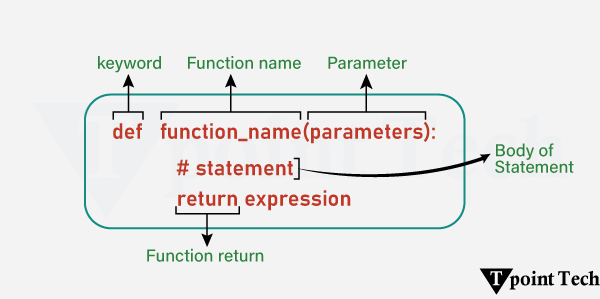 keyword Function name Parameter
def function_name(parameters):
# statement
return expression
Body of
Statement
Function return
Tpoint Tech